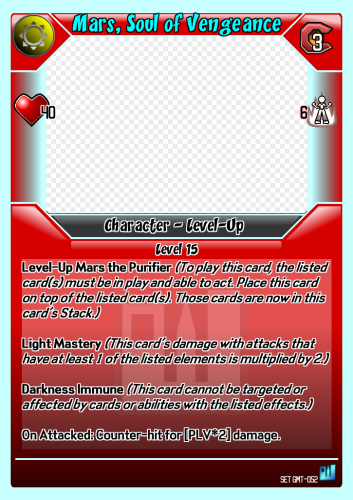 Mars, Soul of Vengeance
3
40
6
Character - Level-Up
Level 15
Level-Up Mars the Purifier (To play this card, the listed
card(s) must be in play and able to act. Place this card
on top of the listed card(s). Those cards are now in this
card's Stack.)
Light Mastery (This card's damage with attacks that
have at least 1 of the listed elements is multiplied by 2.)
Darkness Immune (This card cannot be targeted or
affected by cards or abilities with the listed effects.)
On Attacked: Counter-hit for [PLV*2] damage.
SET GMT-052